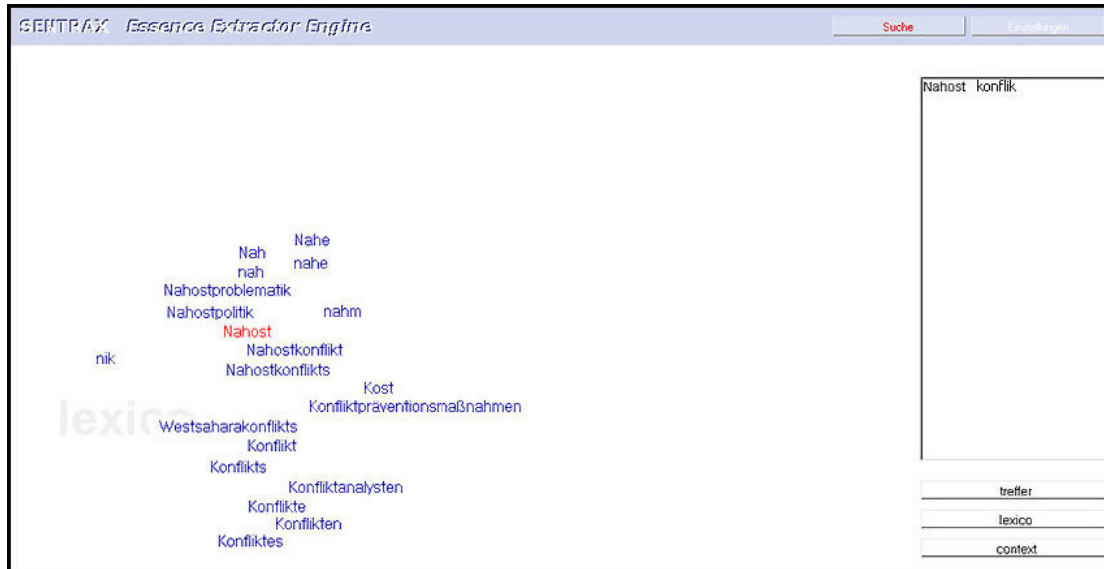 SENTRAX Essence Extractor Engine
Suche
Einstellungen
Nahost konflik
Nahe
Nah
nahe
nah
Nahostproblematik
Nahostpolitik
nahm
Nahost
Nahostkonflikt
nik
Nahostkonflikts
Kost
Konfliktpräventionsmaßnahmen
lexico
Westsaharakonflikts
Konflikt
Konflikts
Konfliktanalysten
Konflikte
Konflikten
Konfliktes
treffer
lexico
context